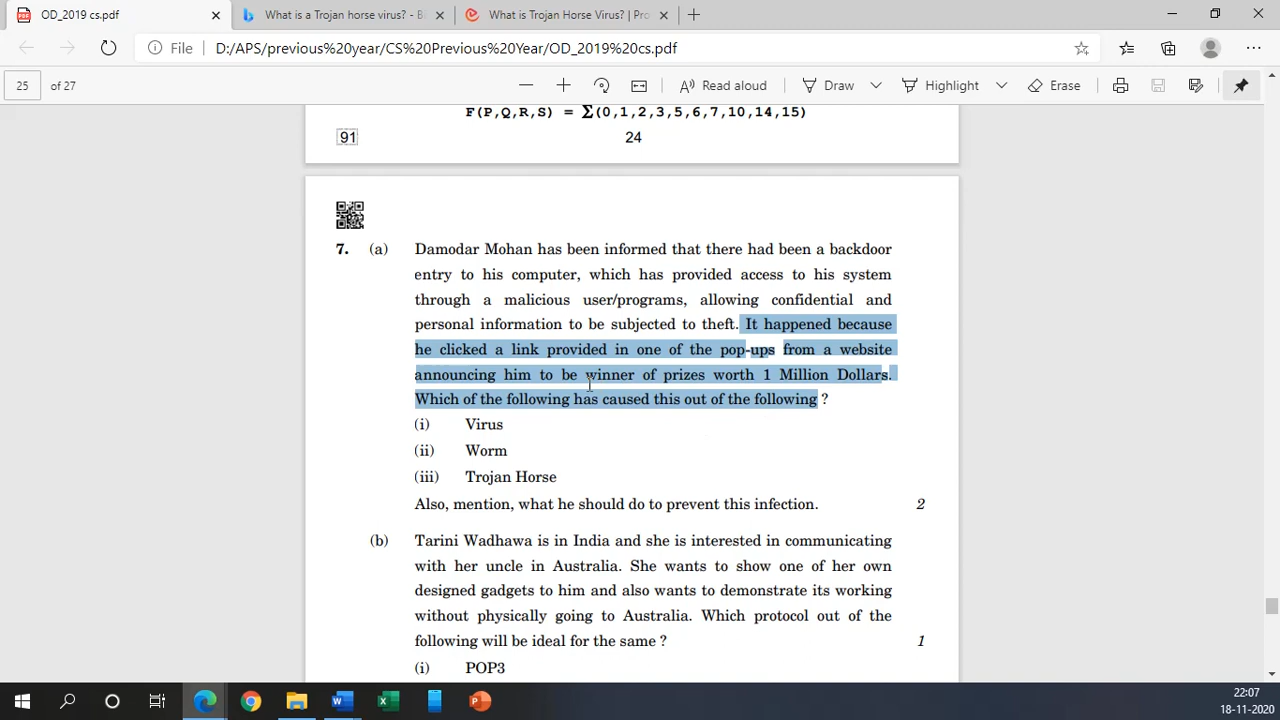 OD_2019 cs.pdf
What is a Trojan horse virus? - Bi
What is Trojan Horse Virus? | Pro
File D:/APS/previous%20year/CS%20Previous%20Year/OD_2019%20cs.pdf
25 of 27
Read aloud
Draw
Highlight
Erase
F(P,Q,R,S) = Σ(0,1,2,3,5,6,7,10,14,15)
91 24
7. (a) Damodar Mohan has been informed that there had been a backdoor
entry to his computer, which has provided access to his system
through a malicious user/programs, allowing confidential and
personal information to be subjected to theft. It happened because
he clicked a link provided in one of the pop-ups from a website
announcing him to be winner of prizes worth 1 Million Dollars.
Which of the following has caused this out of the following ?
(i) Virus
(ii) Worm
(iii) Trojan Horse
Also, mention, what he should do to prevent this infection. 2
(b) Tarini Wadhawa is in India and she is interested in communicating
with her uncle in Australia. She wants to show one of her own
designed gadgets to him and also wants to demonstrate its working
without physically going to Australia. Which protocol out of the
following will be ideal for the same ? 1
(i) POP3
22:07
18-11-2020